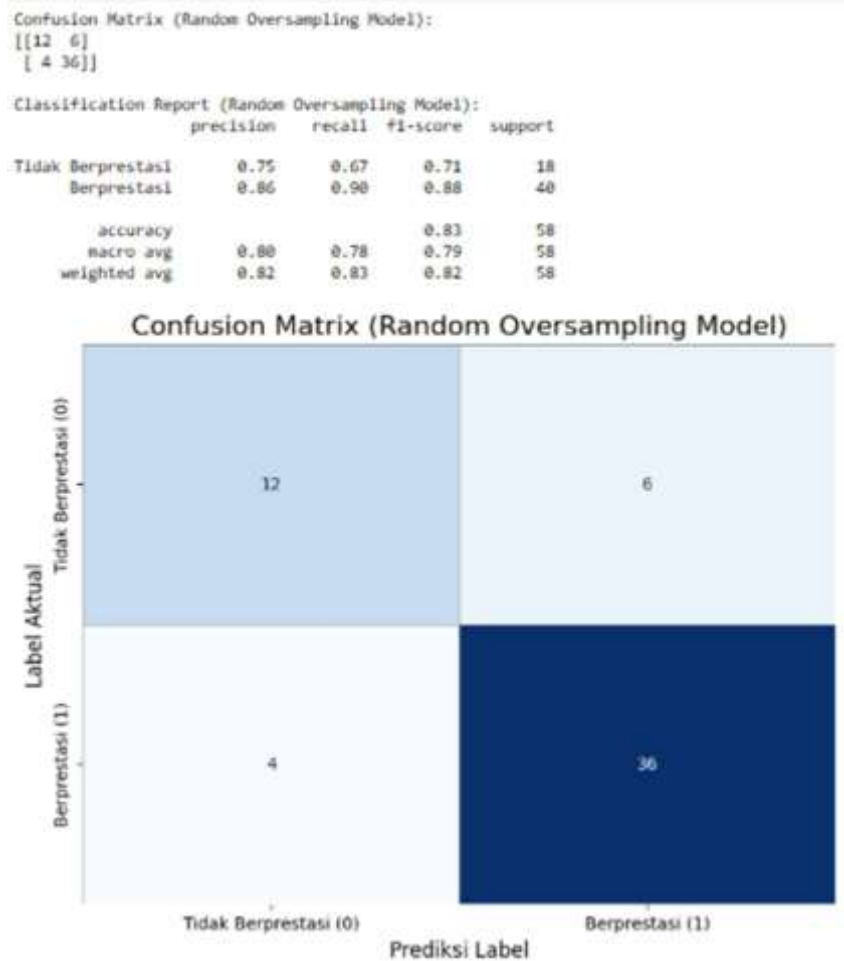 Confusion Matrix (Random Oversampling Model):
[[12 6]
[ 4 36]]
Classification Report (Random Oversampling Model):
precision recall f1-score support
Tidak Berprestasi 0.75 0.67 0.71 18
Berprestasi 0.86 0.90 0.88 40
accuracy 0.83 58
macro avg 0.80 0.78 0.79 58
weighted avg 0.82 0.83 0.82 58
Confusion Matrix (Random Oversampling Model)
Label Aktual
Tidak Berprestasi (0)
12 6
Berprestasi (1)
4 36
Tidak Berprestasi (0) Berprestasi (1)
Prediksi Label